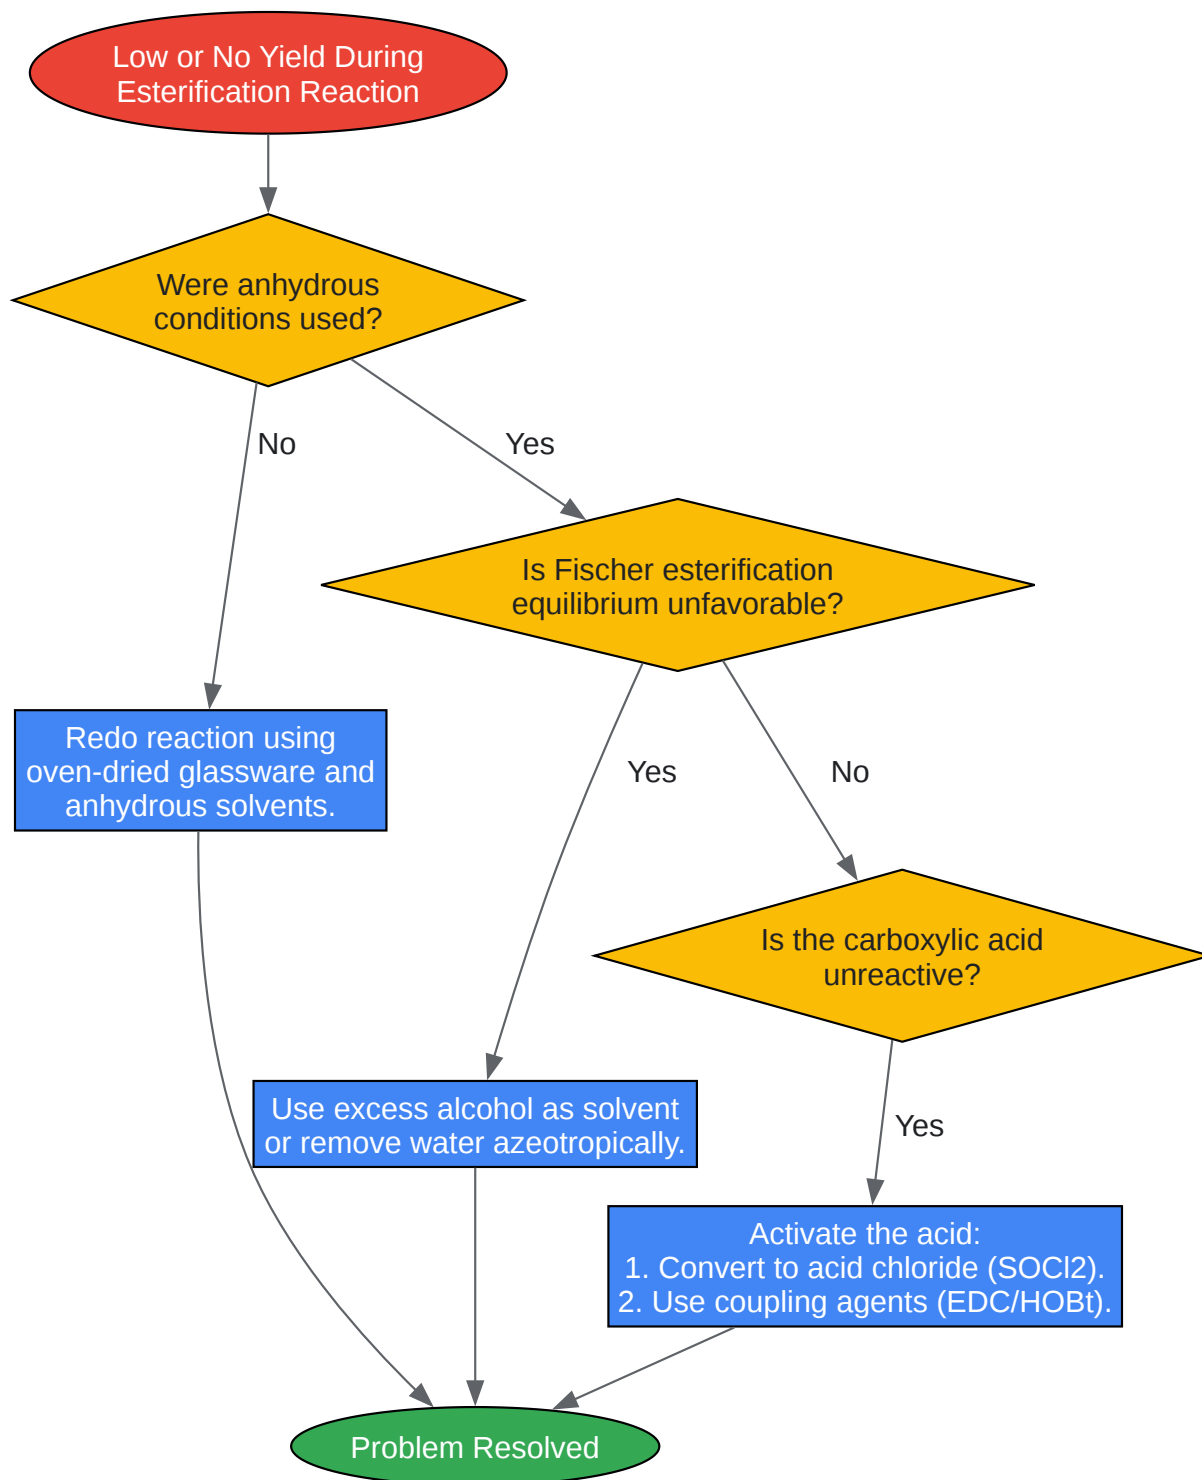 Low or No Yield During
Esterification Reaction
Were anhydrous
conditions used?
No
Yes
Is Fischer esterification
equilibrium unfavorable?
Redo reaction using
oven-dried glassware and
anhydrous solvents.
Yes
No
Is the carboxylic acid
unreactive?
Use excess alcohol as solvent
or remove water azeotropically.
Yes
Activate the acid:
1. Convert to acid chloride (SOCl2).
2. Use coupling agents (EDC/HOBt).
Problem Resolved